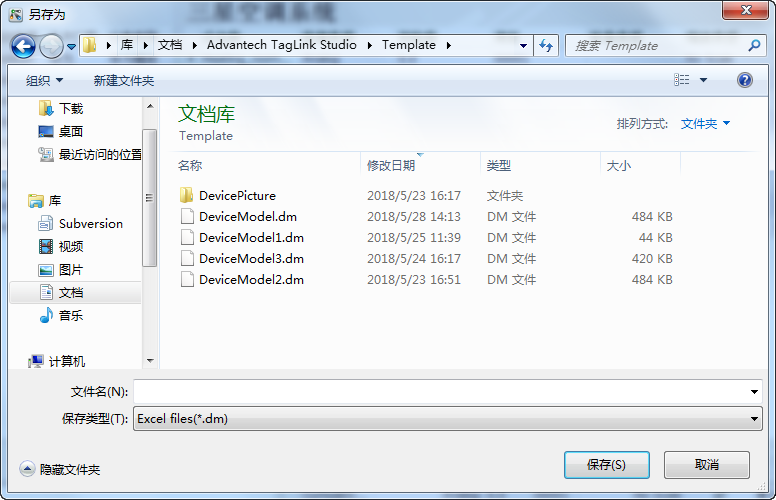 三星空调系统
另存为
库 文档 Advantech TagLink Studio Template
搜索 Template
组织 新建文件夹
下载
桌面
最近访问的位置
库
Subversion
视频
图片
文档
音乐
计算机
文档库
Template
排列方式: 文件夹
名称 修改日期 类型 大小
DevicePicture 2018/5/23 16:17 文件夹
DeviceModel.dm 2018/5/28 14:13 DM 文件 484 KB
DeviceModel1.dm 2018/5/25 11:39 DM 文件 44 KB
DeviceModel3.dm 2018/5/24 16:17 DM 文件 420 KB
DeviceModel2.dm 2018/5/23 16:51 DM 文件 484 KB
文件名(N):
保存类型(T): Excel files(*.dm)
隐藏文件夹
保存(S) 取消